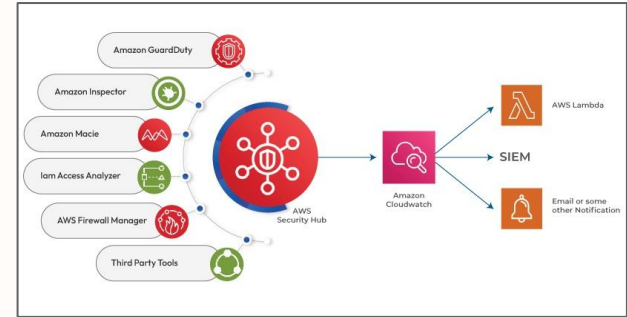 Amazon GuardDuty
Amazon Inspector
Amazon Macie
Iam Access Analyzer
AWS Firewall Manager
Third Party Tools
AWS
Security Hub
Amazon
Cloudwatch
AWS Lambda
SIEM
Email or some
other Notification